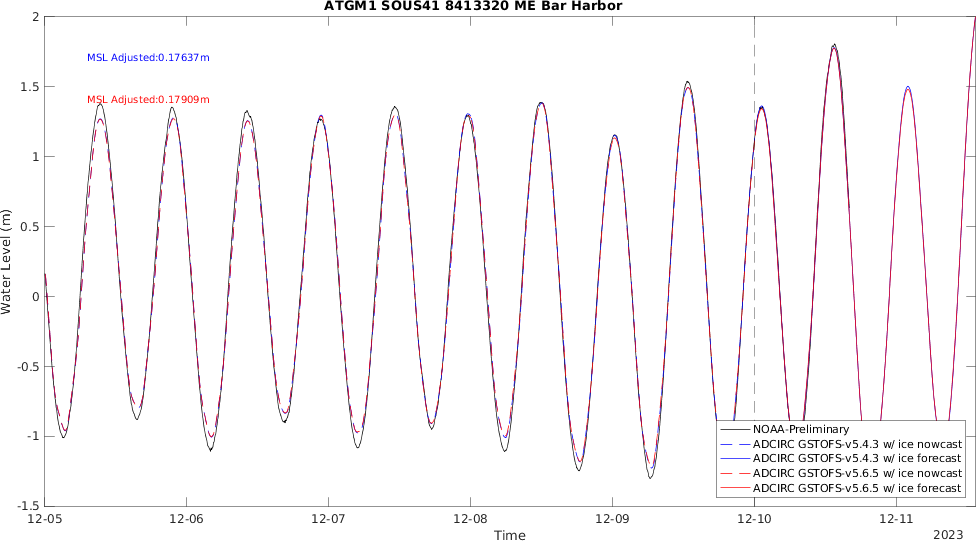 ATGM1 SOUS41 8413320 ME Bar Harbor
MSL Adjusted:0.17637m
MSL Adjusted:0.17909m
Water Level (m)
2
1.5
1
0.5
0
-0.5
-1
-1.5
NOAA-Preliminary
ADCIRC GSTOFS-v5.4.3 w/ ice nowcast
ADCIRC GSTOFS-v5.4.3 w/ ice forecast
ADCIRC GSTOFS-v5.6.5 w/ ice nowcast
ADCIRC GSTOFS-v5.6.5 w/ ice forecast
12-05 12-06 12-07 12-08 12-09 12-10 12-11
Time
2023